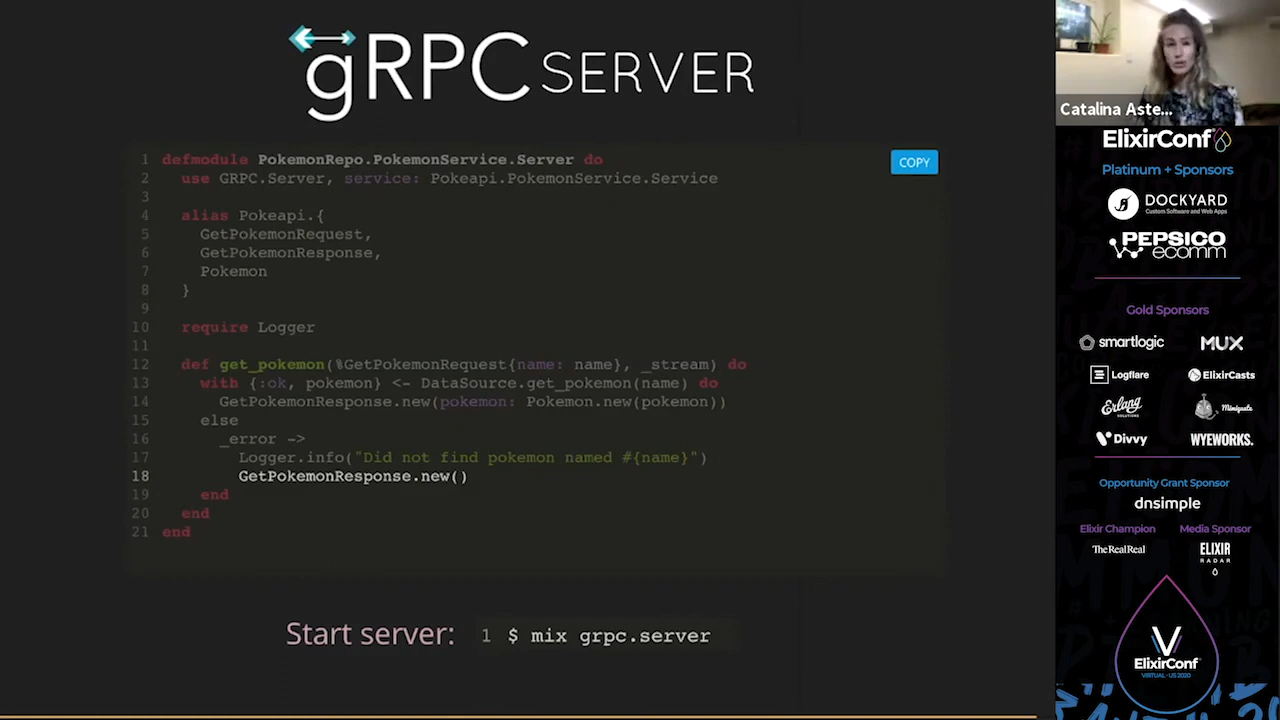 gRPC SERVER
COPY
1 defmodule PokemonRepo.PokemonService.Server do
2 use GRPC.Server, service: Pokeapi.PokemonService.Service
3
4 alias Pokeapi.{
5 GetPokemonRequest,
6 GetPokemonResponse,
7 Pokemon
8 }
9
10 require Logger
11
12 def get_pokemon(%GetPokemonRequest{name: name}, _stream) do
13 with {:ok, pokemon} <- DataSource.get_pokemon(name) do
14 GetPokemonResponse.new(pokemon: Pokemon.new(pokemon))
15 else
16 _error ->
17 Logger.info("Did not find pokemon named #{name}")
18 GetPokemonResponse.new()
19 end
20 end
21 end
Start server: 1 $ mix grpc.server
Catalina Aste...
ElixirConf
Platinum + Sponsors
DOCKYARD
Custom Software and Web Apps
PEPSICO
ecomm
Gold Sponsors
smartlogic MUX
Logflare ElixirCasts
Erlang SOLUTIONS Miniquote
Divvy WYEWORKS.
Opportunity Grant Sponsor
dnsimple
Elixir Champion Media Sponsor
TheRealReal ELIXIR RADAR
ElixirConf
VIRTUAL · US 2020